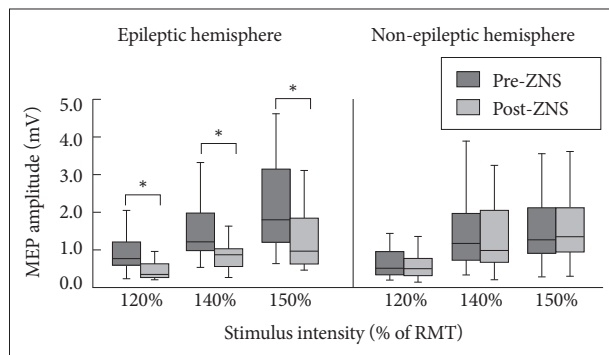 Epileptic hemisphere
Non-epileptic hemisphere
Pre-ZNS
Post-ZNS
MEP amplitude (mV)
5.0
4.0
3.0
2.0
1.0
0.0
*
*
*
120%
140%
150%
120%
140%
150%
Stimulus intensity (% of RMT)